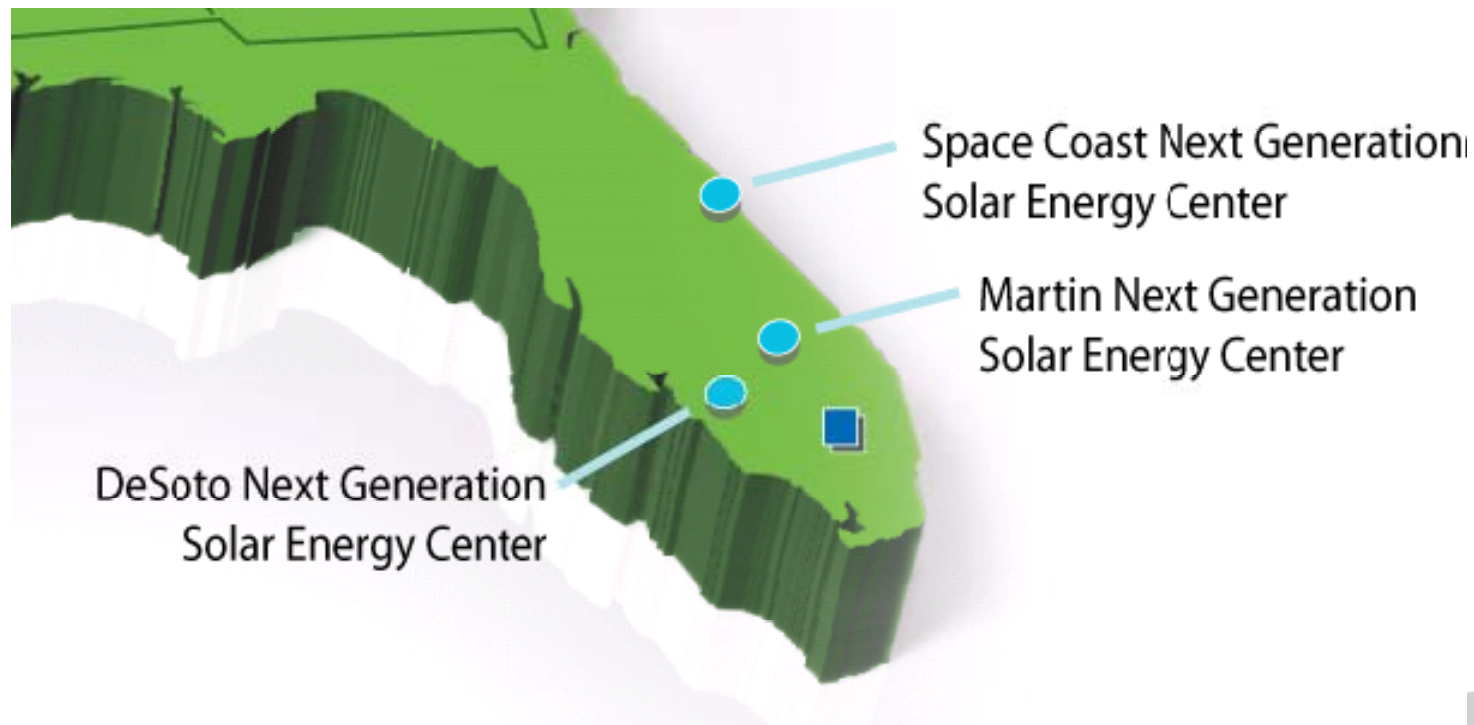 Space Coast Next Generation
Solar Energy Center
Martin Next Generation
Solar Energy Center
DeSoto Next Generation
Solar Energy Center